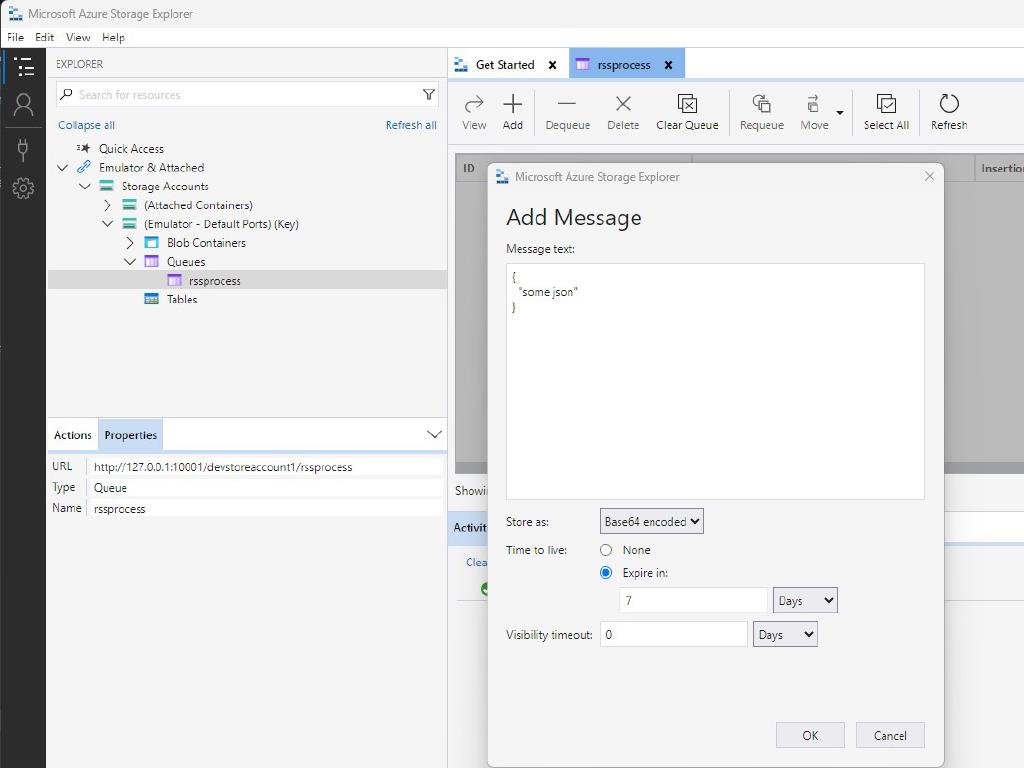 Microsoft Azure Storage Explorer
File Edit View Help
EXPLORER
Search for resources
Collapse all Refresh all
Quick Access
Emulator & Attached
Storage Accounts
(Attached Containers)
(Emulator - Default Ports) (Key)
Blob Containers
Queues
rssprocess
Tables
Actions Properties
URL http://127.0.0.1:10001/devstoreaccount1/rssprocess
Type Queue
Name rssprocess
Get Started rssprocess
View Add Dequeue Delete Clear Queue Requeue Move Select All Refresh
ID Insertio
Showi
Activit
Clea
Microsoft Azure Storage Explorer
Add Message
Message text:
{
"some json"
}
Store as: Base64 encoded
Time to live: None
Expire in:
7 Days
Visibility timeout: 0 Days
OK Cancel